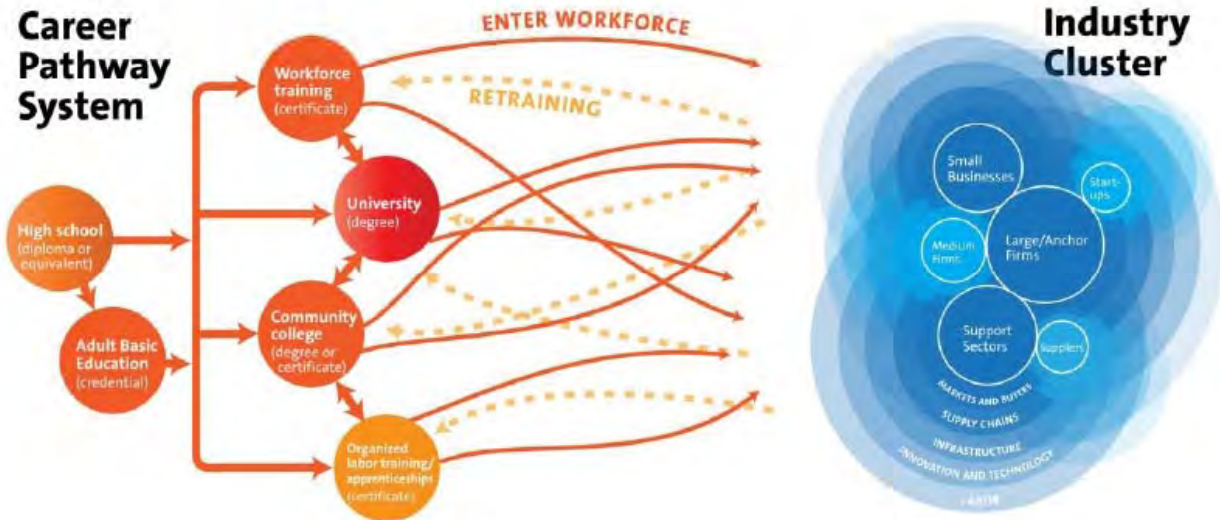 Career
Pathway
System
ENTER WORKFORCE
RETRAINING
Workforce
training
(certificate)
University
(degree)
High school
(diploma or
equivalent)
Adult Basic
Education
(credential)
Community
college
(degree or
certificate)
Organized
labor training/
apprenticeships
(certificate)
Industry
Cluster
Small
Businesses
Start-
ups
Medium
Firms
Large/Anchor
Firms
Support
Sectors
Suppliers
MARKETS AND BUYERS
SUPPLY CHAINS
INFRASTRUCTURE
INNOVATION AND TECHNOLOGY
LABOR